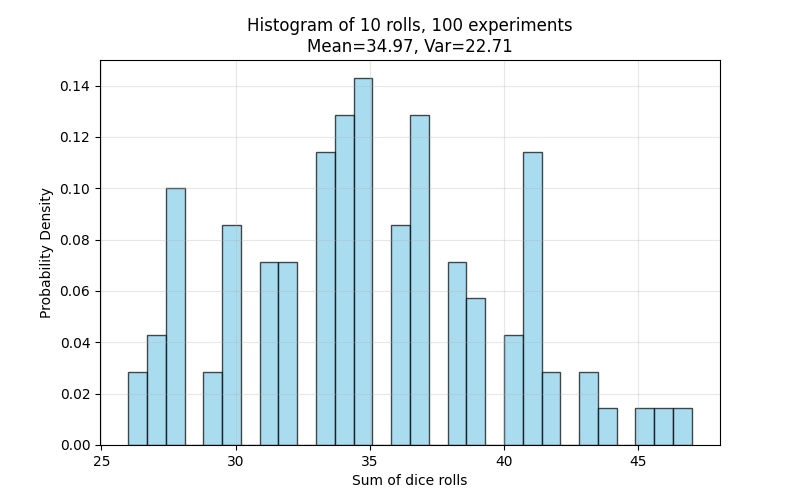 Histogram of 10 rolls, 100 experiments
Mean=34.97, Var=22.71
0.14
0.12
0.10
0.08
0.06
0.04
0.02
0.00
Probability Density
25 30 35 40 45
Sum of dice rolls